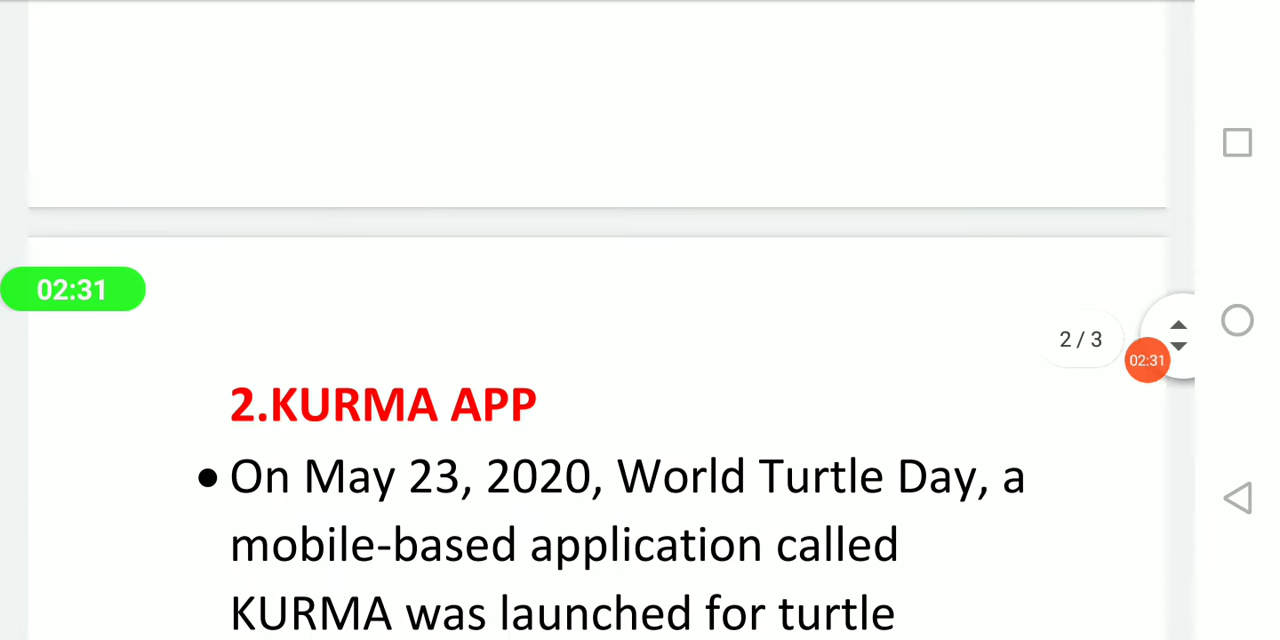 02:31
2 / 3
02:31
2.KURMA APP
• On May 23, 2020, World Turtle Day, a
mobile-based application called
KURMA was launched for turtle